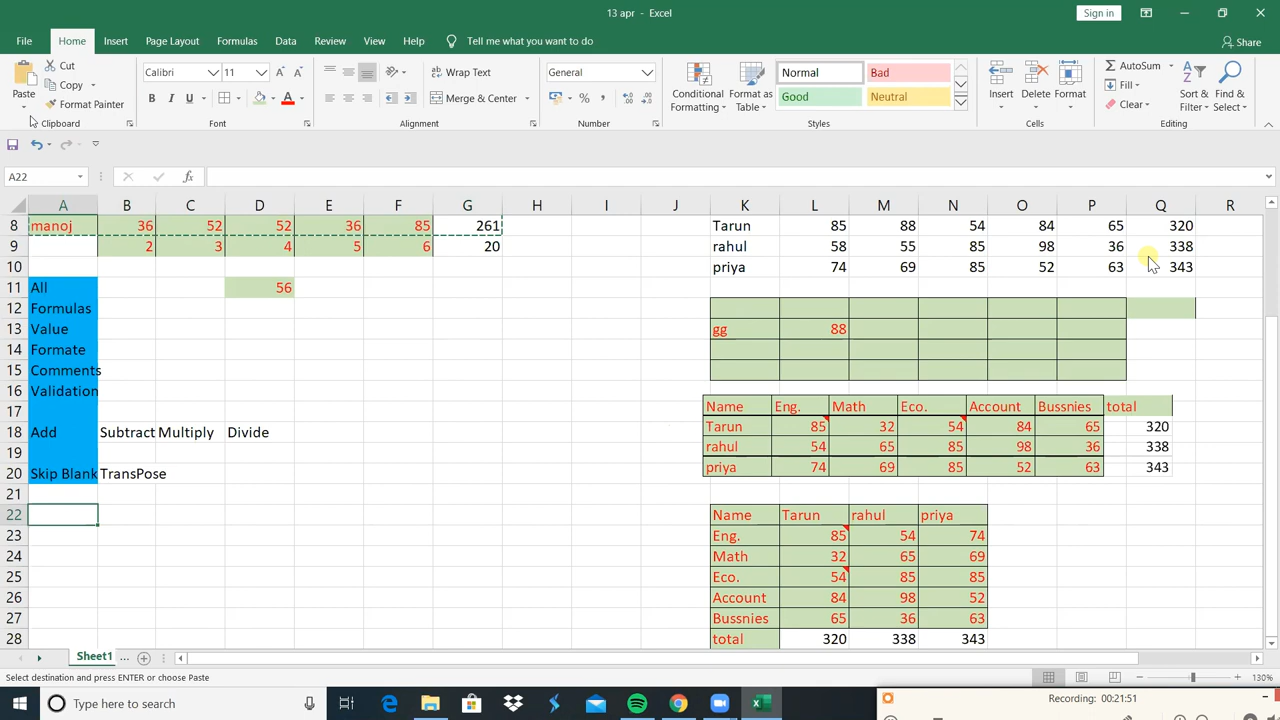 13 apr - Excel
Sign in
File Home Insert Page Layout Formulas Data Review View Help Tell me what you want to do Share
Paste Cut Copy Format Painter Clipboard
Calibri 11 B I U A Font
Wrap Text Merge & Center Alignment
General % , Number
Conditional Formatting Format as Table Normal Bad Good Neutral Styles
Insert Delete Format Cells
AutoSum Fill Clear Sort & Filter Find & Select Editing
A22 fx
A B C D E F G H I J K L M N O P Q R
8 manoj 36 52 52 36 85 261 Tarun 85 88 54 84 65 320
9 2 3 4 5 6 20 rahul 58 55 85 98 36 338
10 priya 74 69 85 52 63 343
11 All 56
12 Formulas
13 Value gg 88
14 Formate
15 Comments
16 Validation
17
18 Add Subtract Multiply Divide
19
20 Skip Blank TransPose
21
22
23
24
25
26
27
28
Name Eng. Math Eco. Account Bussnies total
Tarun 85 32 54 84 65 320
rahul 54 65 85 98 36 338
priya 74 69 85 52 63 343
Name Tarun rahul priya
Eng. 85 54 74
Math 32 65 69
Eco. 54 85 85
Account 84 98 52
Bussnies 65 36 63
total 320 338 343
Sheet1 ...
Select destination and press ENTER or choose Paste 130%
Type here to search
Recording: 00:21:51